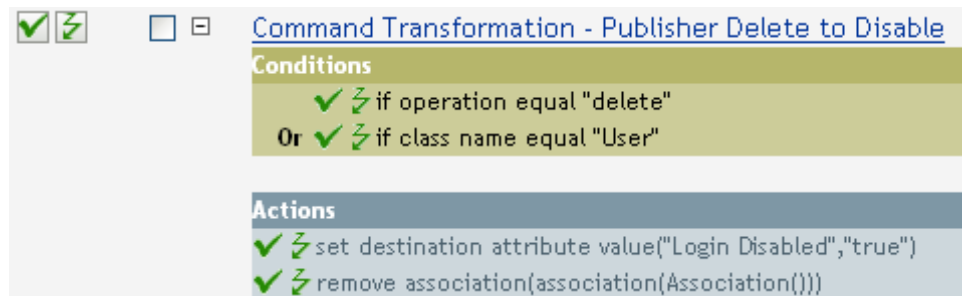 Command Transformation - Publisher Delete to Disable
Conditions
if operation equal "delete"
Or if class name equal "User"
Actions
set destination attribute value("Login Disabled","true")
remove association(association(Association()))